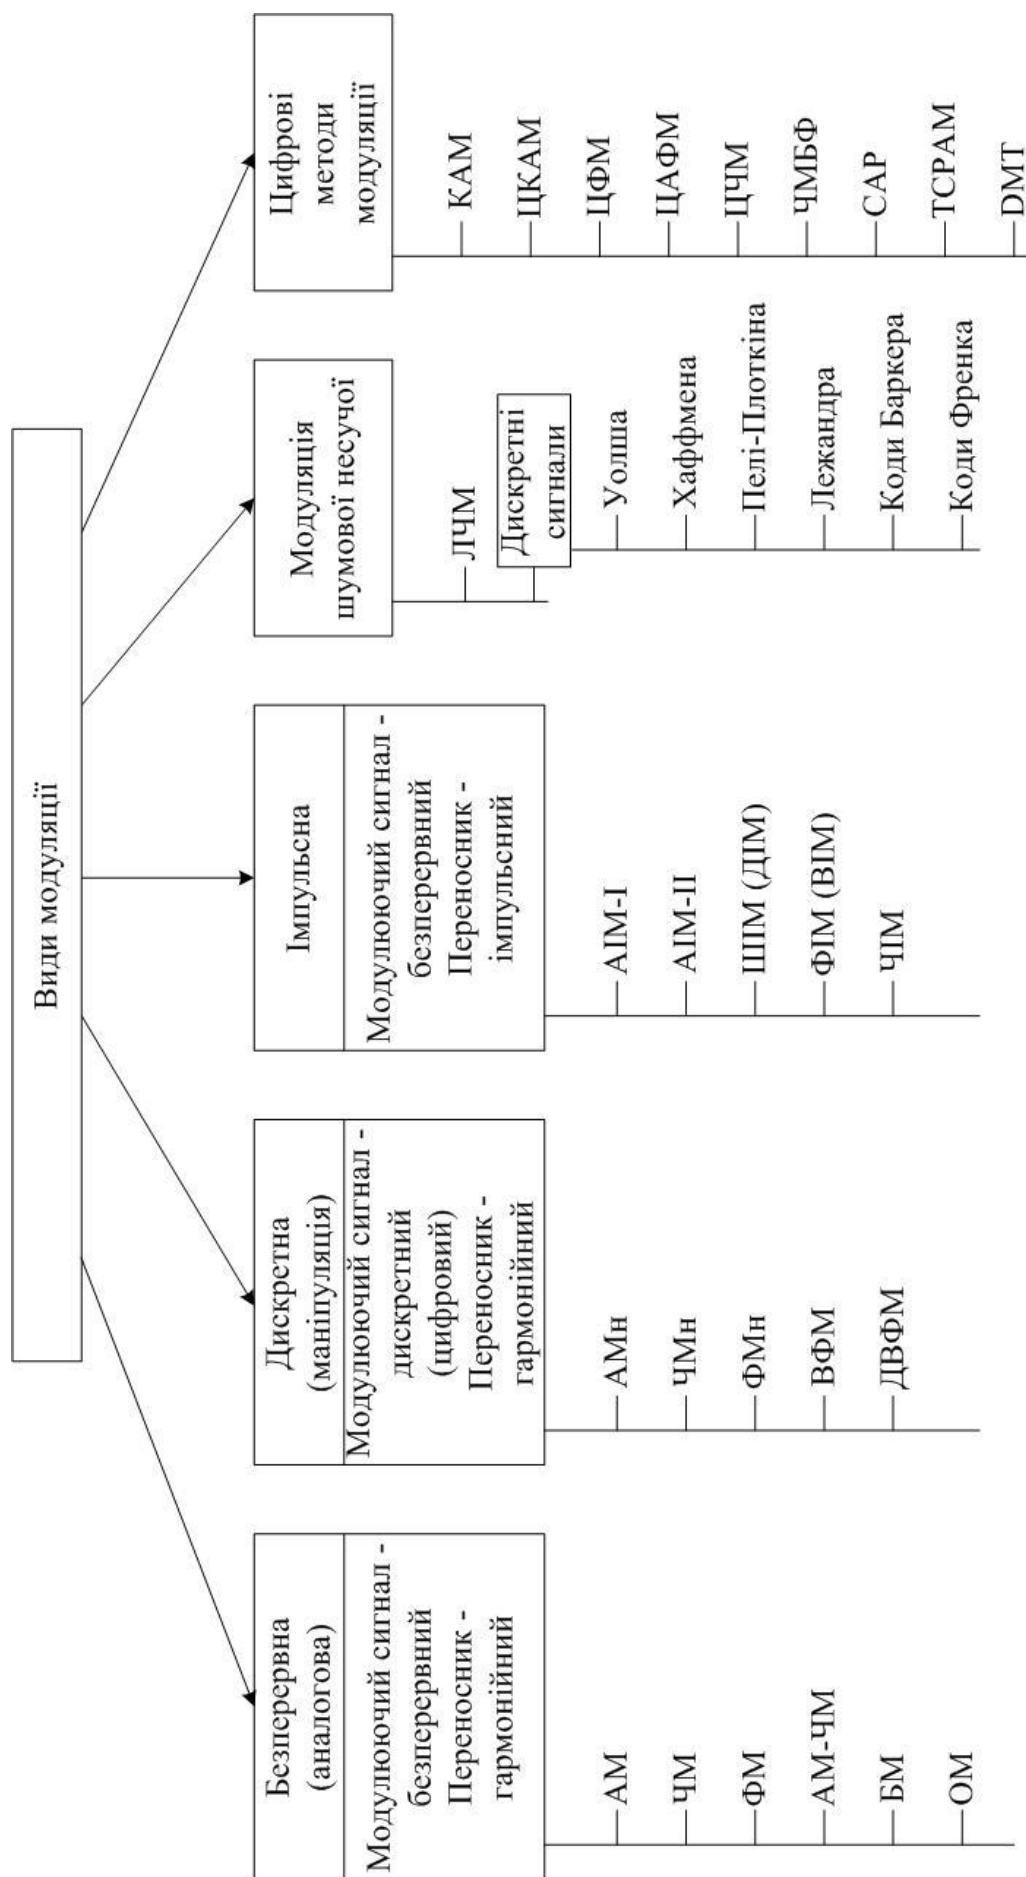 Види модуляції
Безперервна
(аналогова)
Модулюючий сигнал -
безперервний
Переносник -
гармонійний
АМ
ЧМ
ФМ
АМ-ЧМ
БМ
ОМ
Дискретна
(маніпуляція)
Модулюючий сигнал -
дискретний
(цифровий)
Переносник -
гармонійний
АМн
ЧМн
ФМн
ВФМ
ДВФМ
Імпульсна
Модулюючий сигнал -
безперервний
Переносник -
імпульсний
АІМ-І
АІМ-ІІ
ШІМ (ДІМ)
ФІМ (ВІМ)
ЧІМ
Модуляція
шумової несучої
ЛЧМ
Дискретні
сигнали
Уолша
Хаффмена
Пелі-Плоткіна
Лежандра
Коди Баркера
Коди Френка
Цифрові
методи
модуляції
КАМ
ЦКАМ
ЦФМ
ЦАФМ
ЦЧМ
ЧМБФ
CAP
TCPAM
DMT